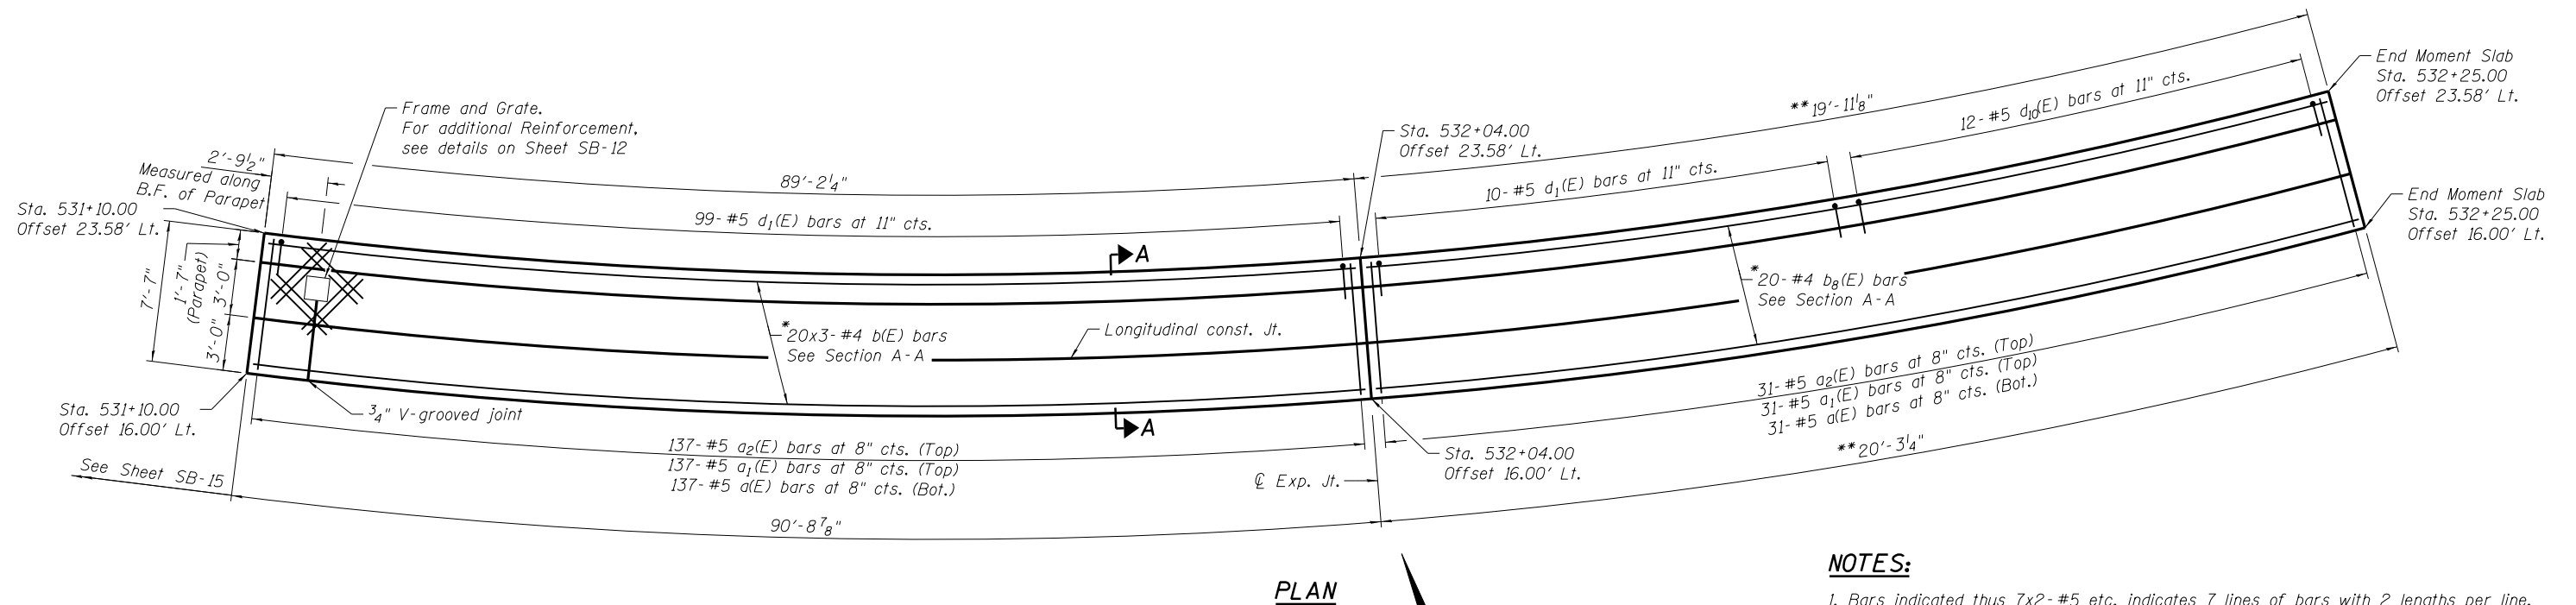 Frame and Grate.
For additional Reinforcement,
see details on Sheet SB-12
2'-9½"
Measured along
B.F. of Parapet
Sta. 531+10.00
Offset 23.58' Lt.
7'-7"
1'-7"
(Parapet)
3'-0"
3'-0"
89'-2¼"
99-#5 d₁(E) bars at 11" cts.
A
Sta. 532+04.00
Offset 23.58' Lt.
**19'-11⅛"
10-#5 d₁(E) bars at 11" cts.
12-#5 d₁₀(E) bars at 11" cts.
End Moment Slab
Sta. 532+25.00
Offset 23.58' Lt.
End Moment Slab
Sta. 532+25.00
Offset 16.00' Lt.
*20x3-#4 b(E) bars
See Section A-A
Longitudinal const. Jt.
*20-#4 b₈(E) bars
See Section A-A
Sta. 531+10.00
Offset 16.00' Lt.
¾" V-grooved joint
A
137-#5 a₂(E) bars at 8" cts. (Top)
137-#5 a₁(E) bars at 8" cts. (Top)
137-#5 a(E) bars at 8" cts. (Bot.)
31-#5 a₂(E) bars at 8" cts. (Top)
31-#5 a₁(E) bars at 8" cts. (Top)
31-#5 a(E) bars at 8" cts. (Bot.)
**20'-3¼"
Sta. 532+04.00
Offset 16.00' Lt.
℄ Exp. Jt.
See Sheet SB-15
90'-8⅞"
PLAN
NOTES:
1. Bars indicated thus 7x2-#5 etc. indicates 7 lines of bars with 2 lengths per line.